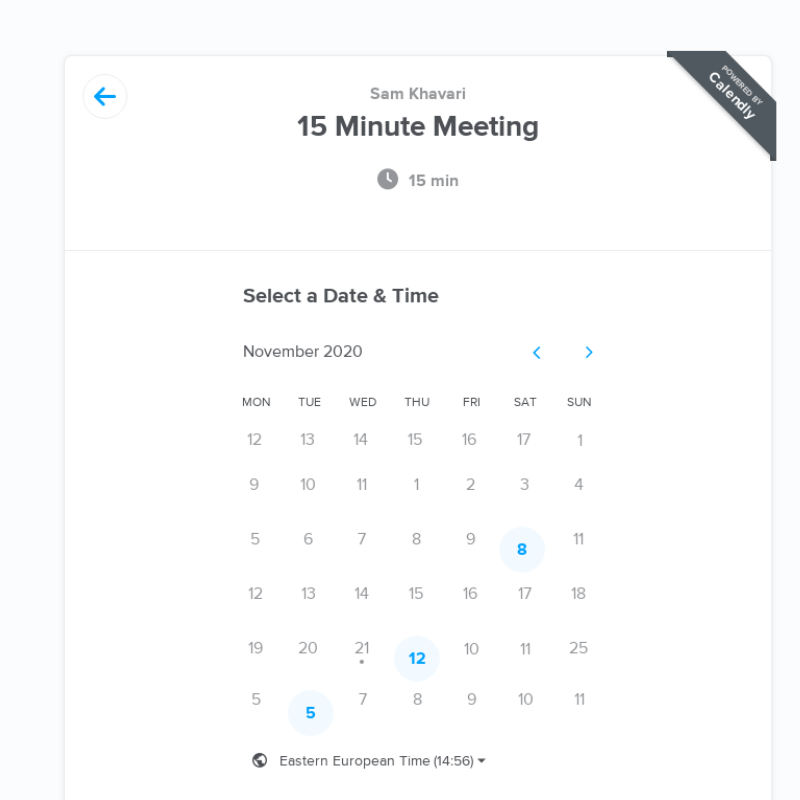 POWERED BY
Calendly
Sam Khavari
15 Minute Meeting
15 min
Select a Date & Time
November 2020
MON TUE WED THU FRI SAT SUN
12 13 14 15 16 17 1
9 10 11 1 2 3 4
5 6 7 8 9 8 11
12 13 14 15 16 17 18
19 20 21 12 10 11 25
5 5 7 8 9 10 11
Eastern European Time (14:56)